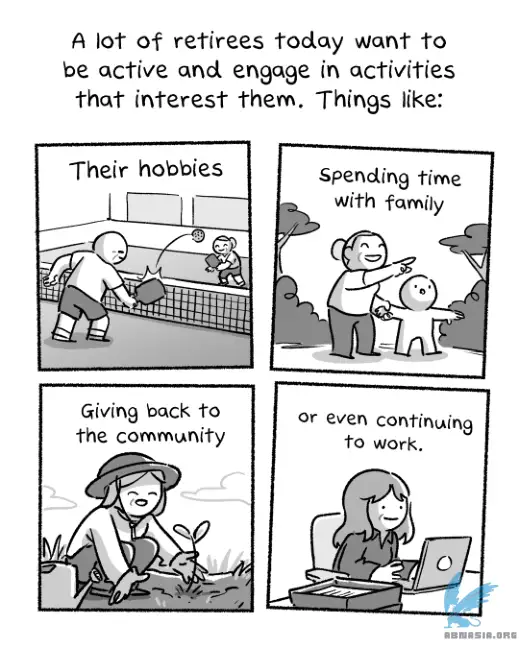 A lot of retirees today want to
be active and engage in activities
that interest them. Things like:
Their hobbies
Spending time
with family
Giving back to
the community
or even continuing
to work.
ABNASIA.ORG